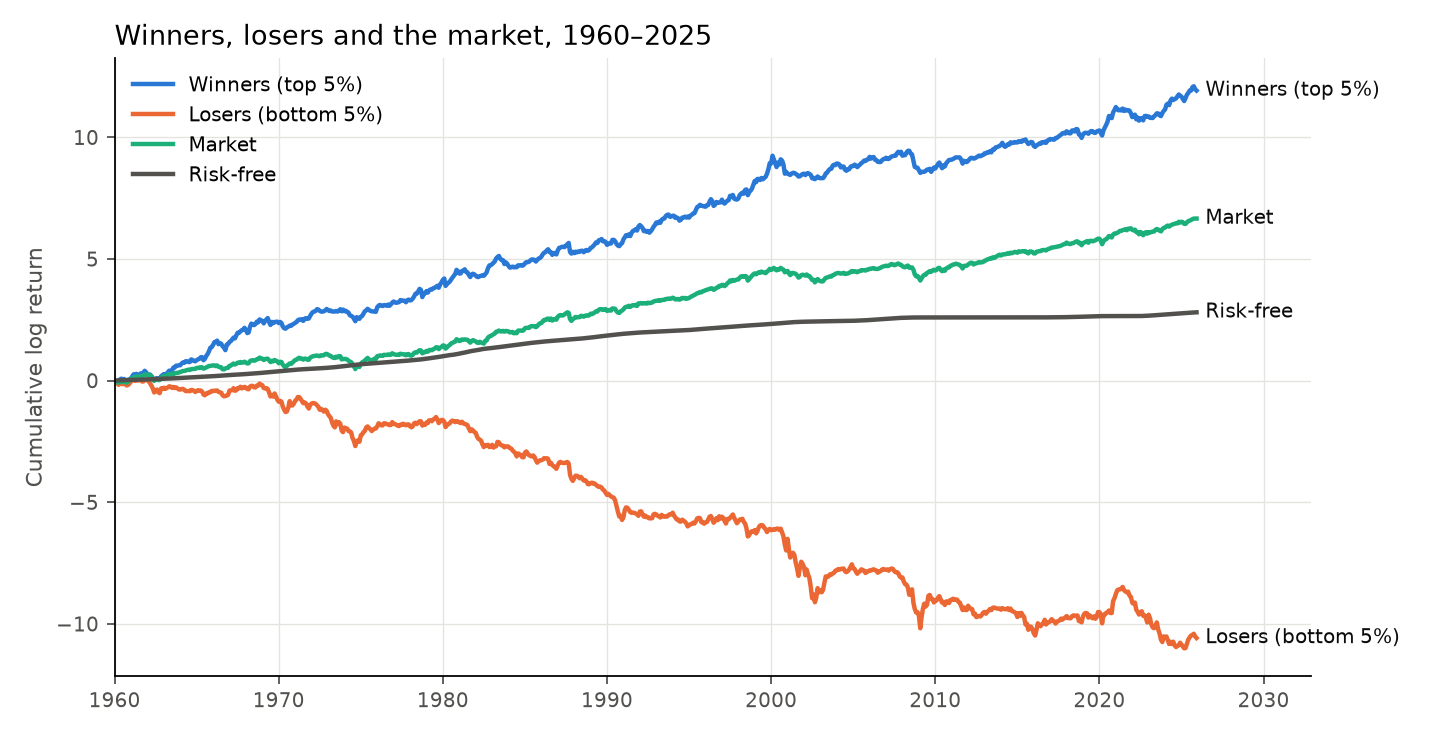 Winners, losers and the market, 1960–2025
Winners (top 5%)
Losers (bottom 5%)
Market
Risk-free
Cumulative log return
10
5
0
−5
−10
Winners (top 5%)
Market
Risk-free
Losers (bottom 5%)
1960 1970 1980 1990 2000 2010 2020 2030